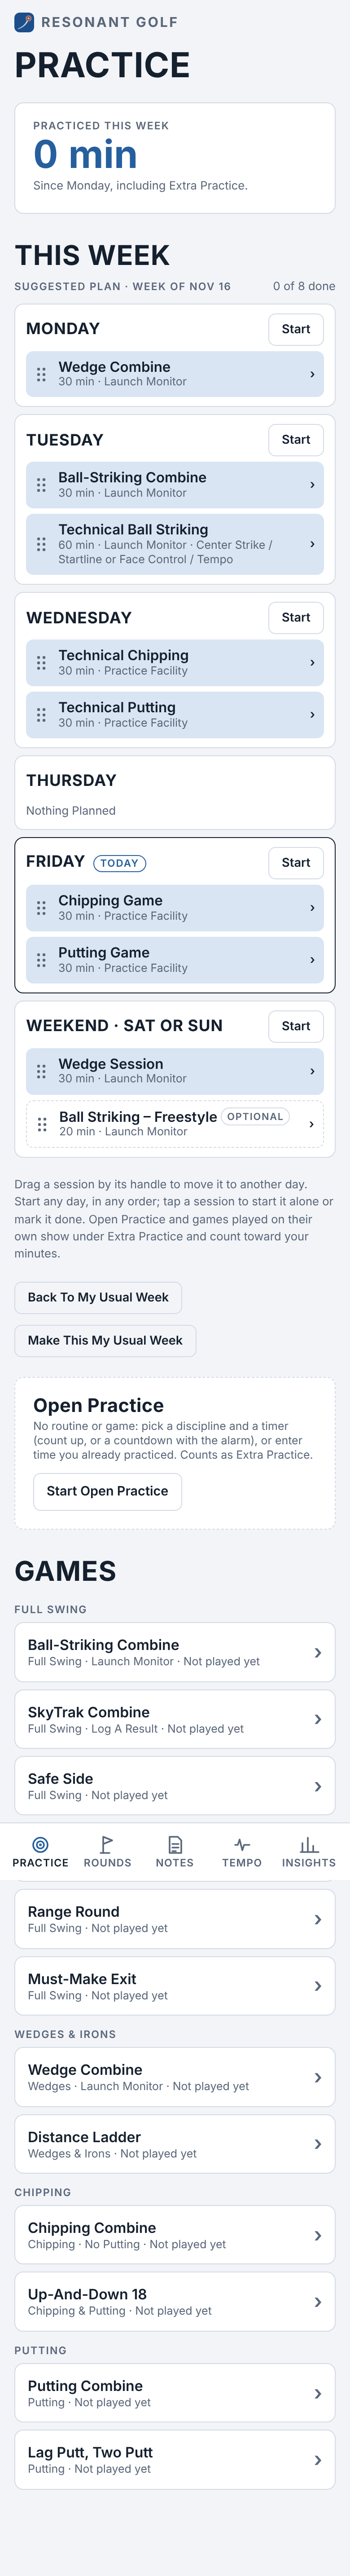 RESONANT GOLF
PRACTICE
PRACTICED THIS WEEK
0 min
Since Monday, including Extra Practice.
THIS WEEK
SUGGESTED PLAN · WEEK OF NOV 16
0 of 8 done
MONDAY
Start
Wedge Combine
30 min · Launch Monitor
TUESDAY
Start
Ball-Striking Combine
30 min · Launch Monitor
Technical Ball Striking
60 min · Launch Monitor · Center Strike /
Startline or Face Control / Tempo
WEDNESDAY
Start
Technical Chipping
30 min · Practice Facility
Technical Putting
30 min · Practice Facility
THURSDAY
Nothing Planned
FRIDAY
TODAY
Start
Chipping Game
30 min · Practice Facility
Putting Game
30 min · Practice Facility
WEEKEND · SAT OR SUN
Start
Wedge Session
30 min · Launch Monitor
Ball Striking – Freestyle
OPTIONAL
20 min · Launch Monitor
Drag a session by its handle to move it to another day.
Start any day, in any order; tap a session to start it alone or
mark it done. Open Practice and games played on their
own show under Extra Practice and count toward your
minutes.
Back To My Usual Week
Make This My Usual Week
Open Practice
No routine or game: pick a discipline and a timer
(count up, or a countdown with the alarm), or enter
time you already practiced. Counts as Extra Practice.
Start Open Practice
GAMES
FULL SWING
Ball-Striking Combine
Full Swing · Launch Monitor · Not played yet
SkyTrak Combine
Full Swing · Log A Result · Not played yet
Safe Side
Full Swing · Not played yet
PRACTICE
ROUNDS
NOTES
TEMPO
INSIGHTS
Range Round
Full Swing · Not played yet
Must-Make Exit
Full Swing · Not played yet
WEDGES & IRONS
Wedge Combine
Wedges · Launch Monitor · Not played yet
Distance Ladder
Wedges & Irons · Not played yet
CHIPPING
Chipping Combine
Chipping · No Putting · Not played yet
Up-And-Down 18
Chipping & Putting · Not played yet
PUTTING
Putting Combine
Putting · Not played yet
Lag Putt, Two Putt
Putting · Not played yet